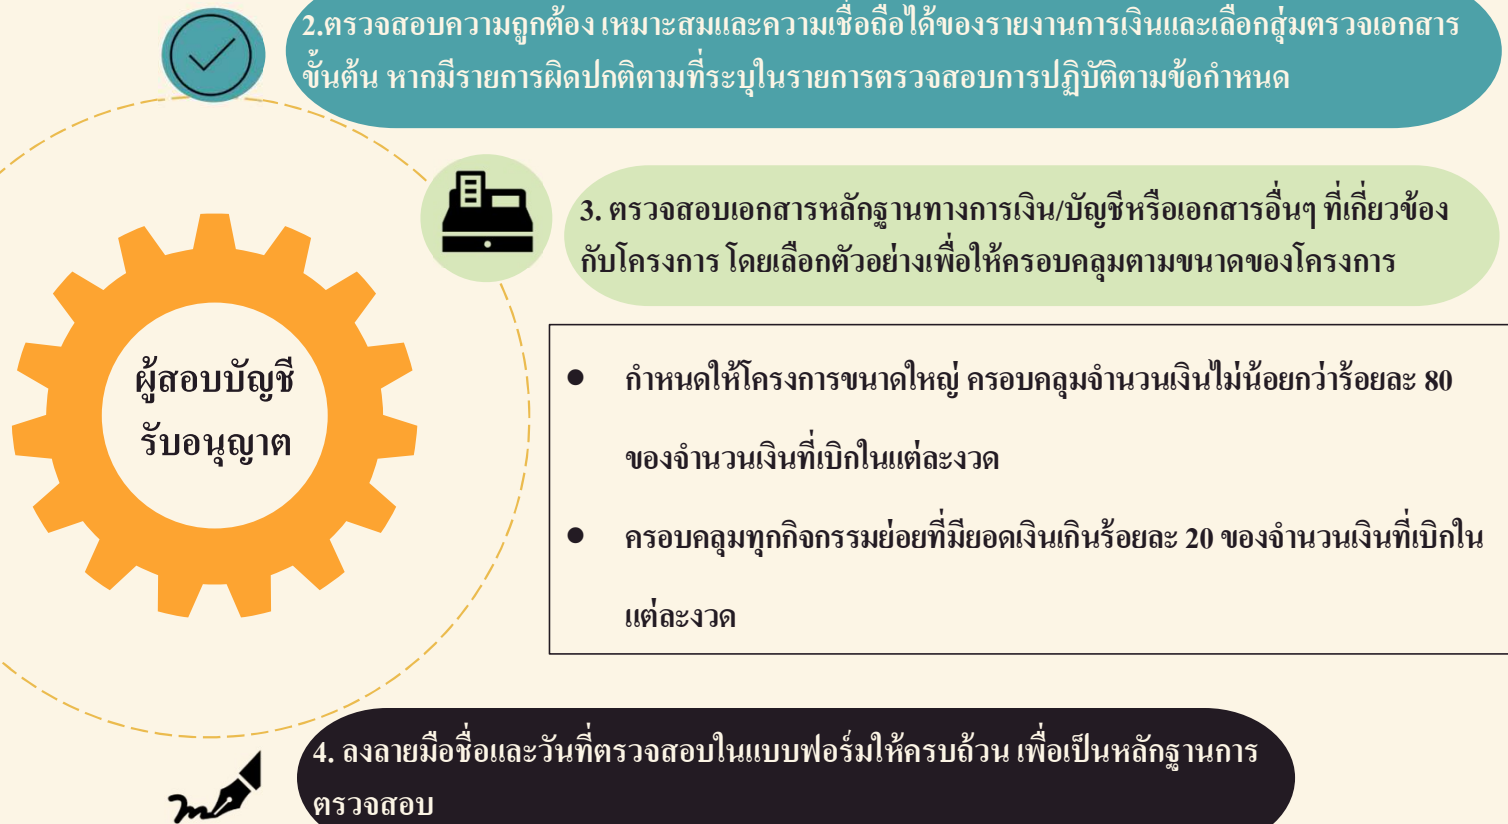 2.ตรวจสอบความถูกต้อง เหมาะสมและความเชื่อถือได้ของรายงานการเงินและเลือกสุ่มตรวจเอกสาร
ขั้นต้น หากมีรายการผิดปกติตามที่ระบุในรายการตรวจสอบการปฏิบัติตามข้อกำหนด
3. ตรวจสอบเอกสารหลักฐานทางการเงิน/บัญชีหรือเอกสารอื่นๆ ที่เกี่ยวข้อง
กับโครงการ โดยเลือกตัวอย่างเพื่อให้ครอบคลุมตามขนาดของโครงการ
ผู้สอบบัญชี
รับอนุญาต
● กำหนดให้โครงการขนาดใหญ่ ครอบคลุมจำนวนเงินไม่น้อยกว่าร้อยละ 80
ของจำนวนเงินที่เบิกในแต่ละงวด
● ครอบคลุมทุกกิจกรรมย่อยที่มียอดเงินเกินร้อยละ 20 ของจำนวนเงินที่เบิกใน
แต่ละงวด
4. ลงลายมือชื่อและวันที่ตรวจสอบในแบบฟอร์มให้ครบถ้วน เพื่อเป็นหลักฐานการ
ตรวจสอบ